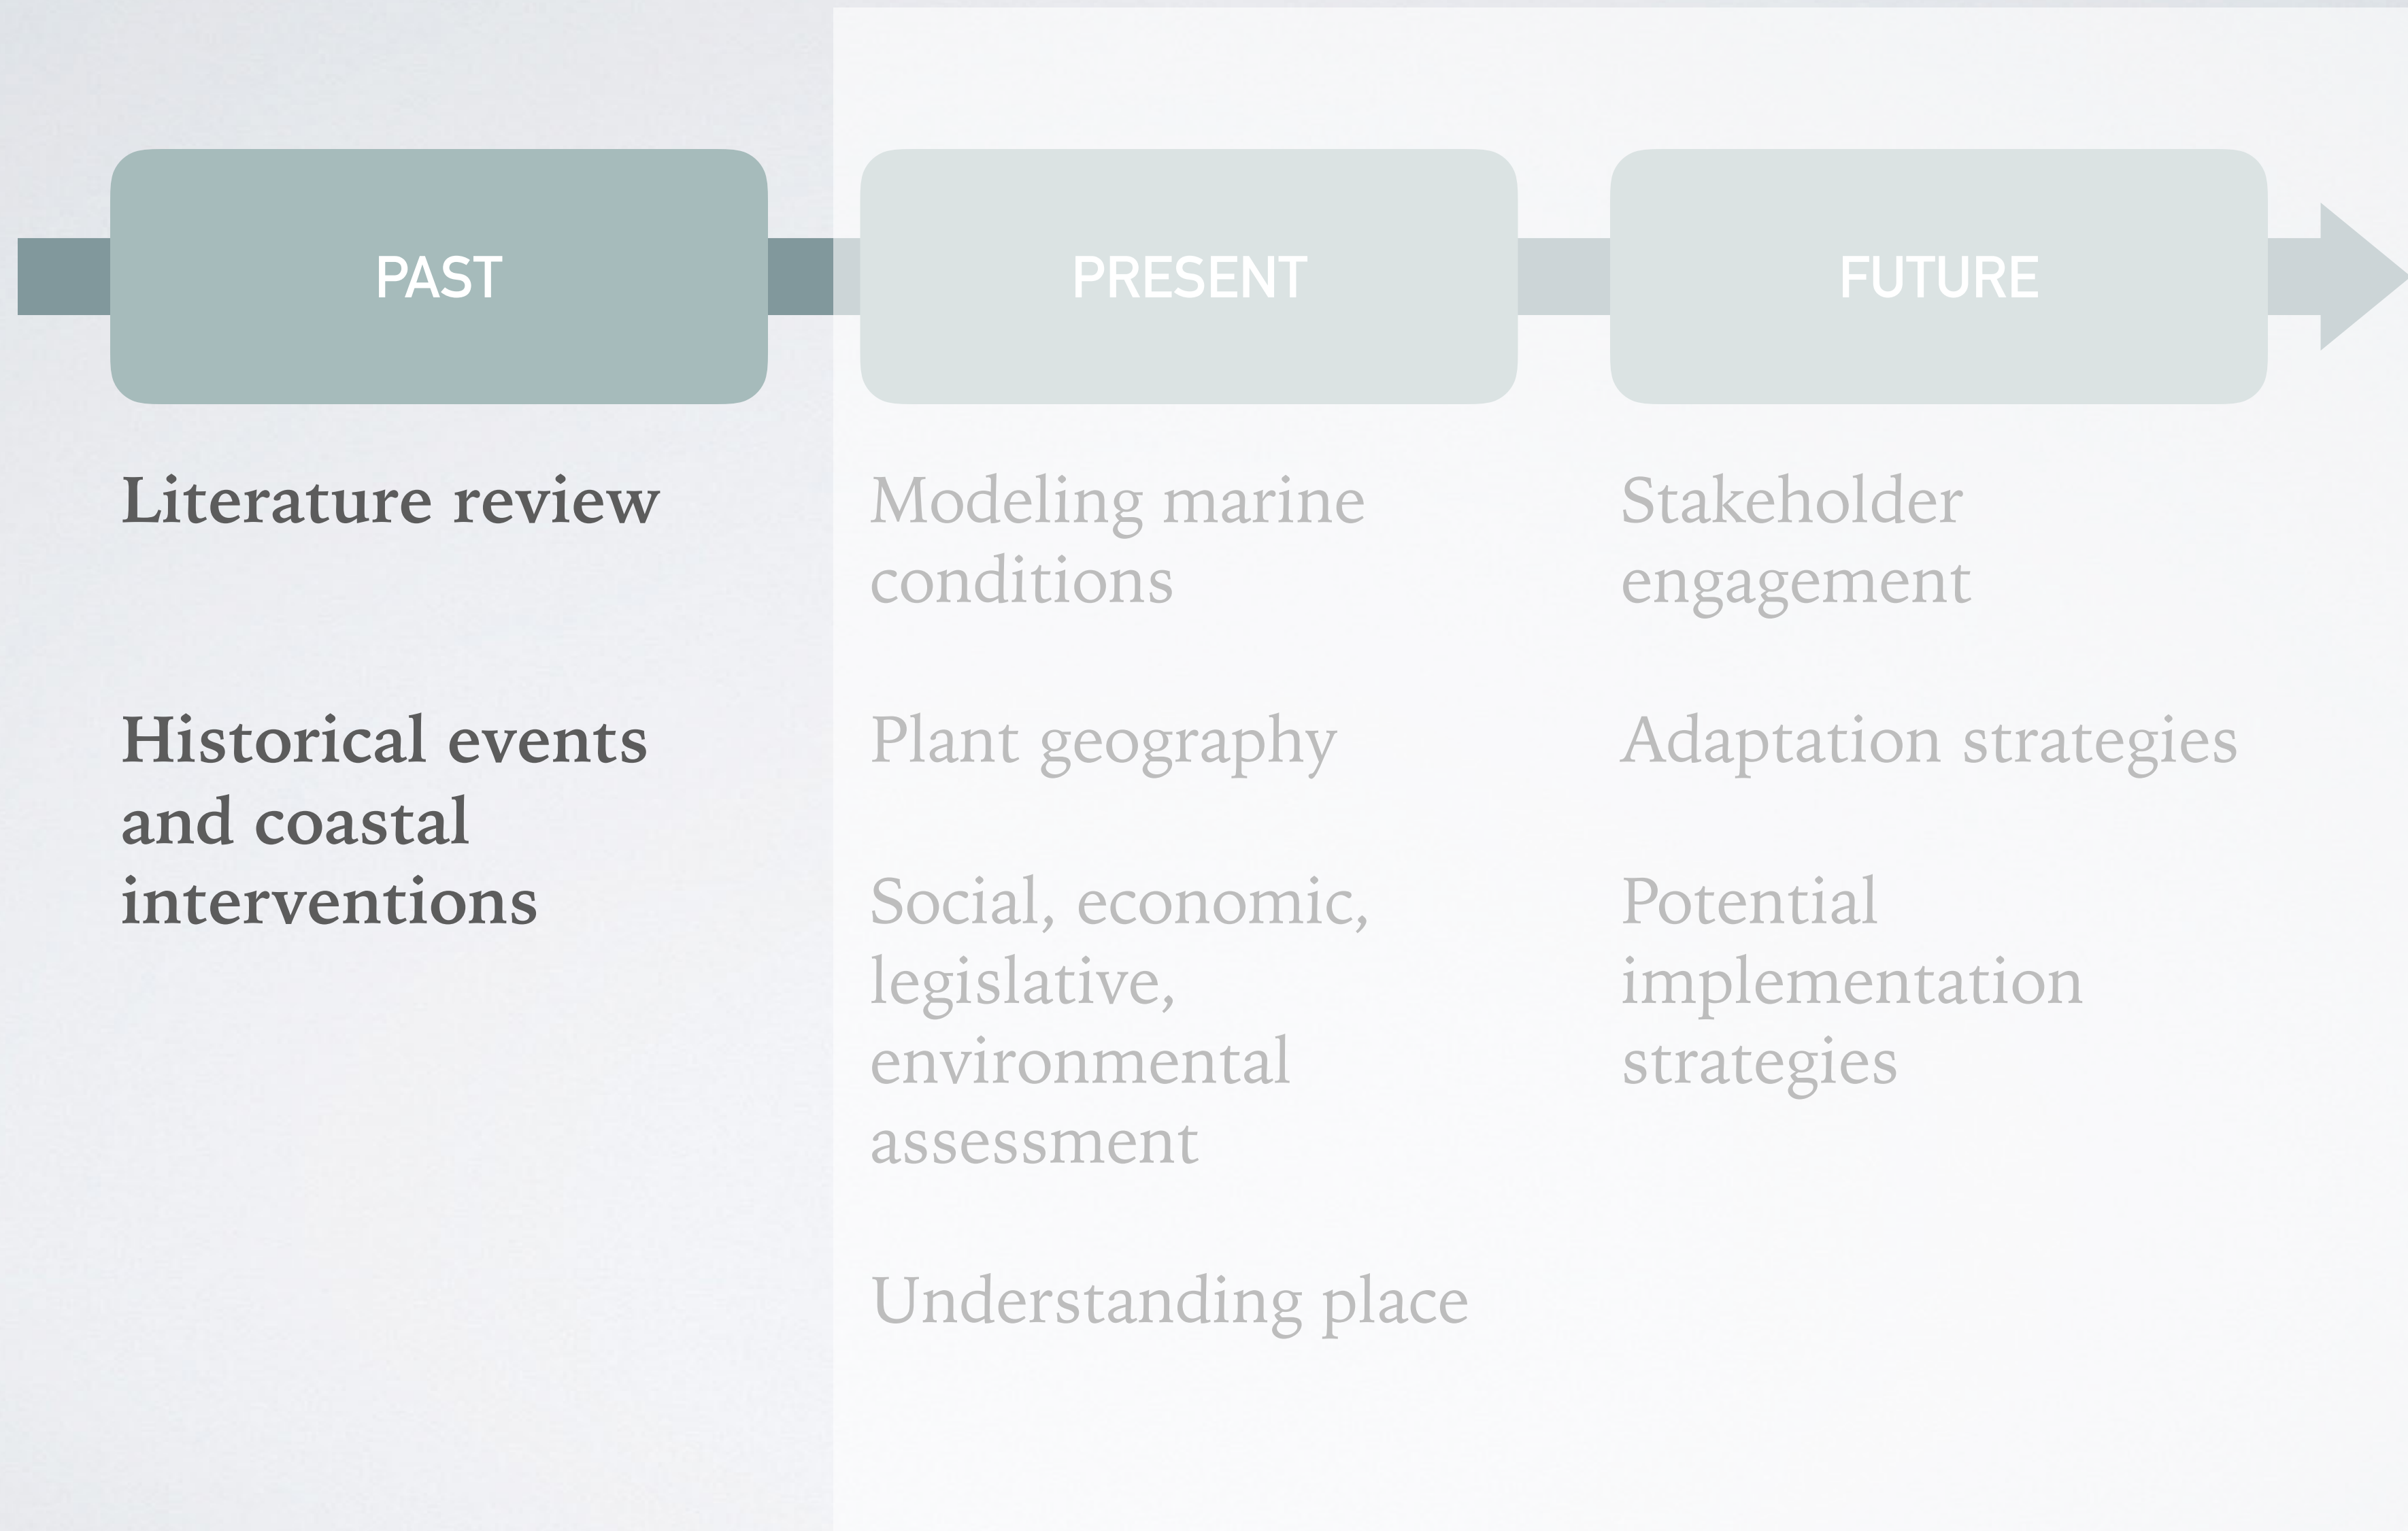 PAST
PRESENT
FUTURE
Literature review
Historical events
and coastal
interventions
Modeling marine
conditions
Plant geography
Social, economic,
legislative,
environmental
assessment
Understanding place
Stakeholder
engagement
Adaptation strategies
Potential
implementation
strategies